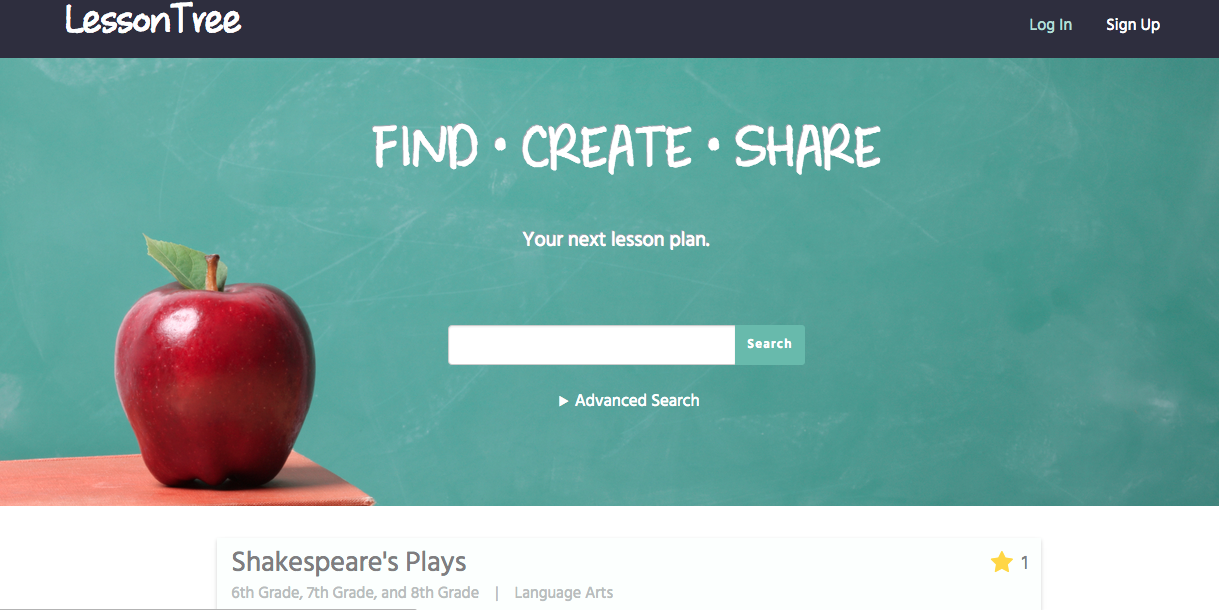 LessonTree
Log In Sign Up
FIND • CREATE • SHARE
Your next lesson plan.
Search
▶ Advanced Search
Shakespeare's Plays
★ 1
6th Grade, 7th Grade, and 8th Grade | Language Arts